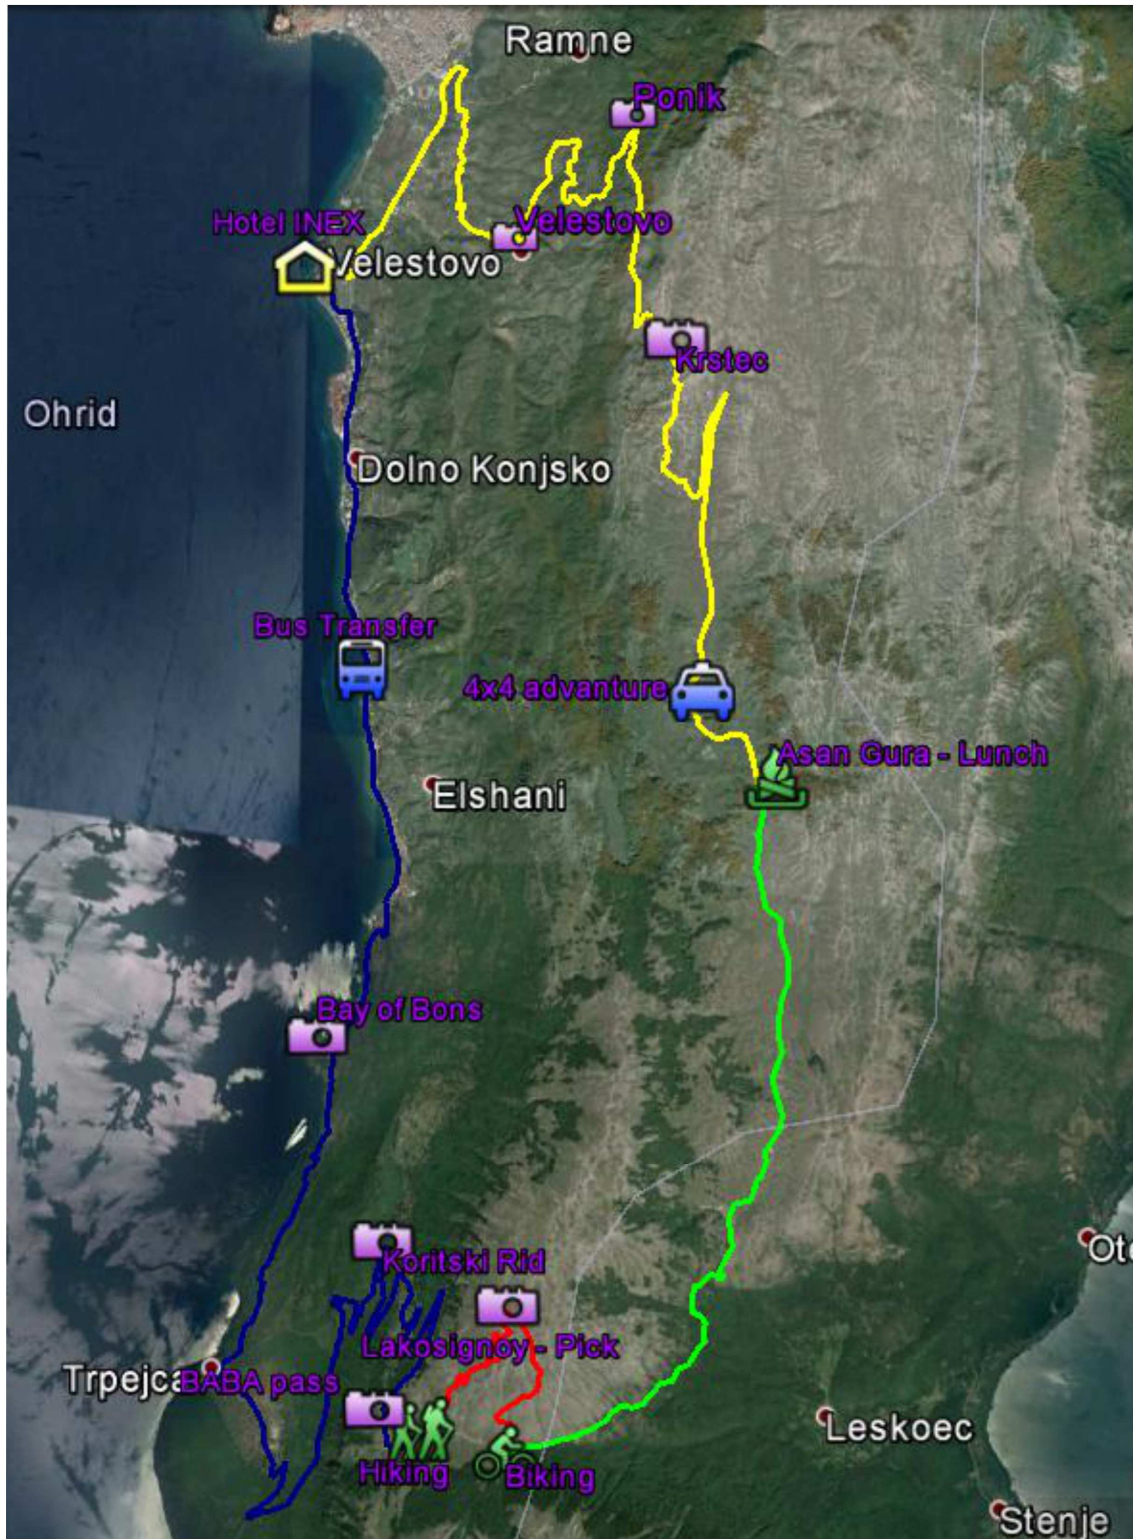 Ramne
Ponik
Hotel INEX
Velestovo
Velestovo
Krstec
Ohrid
Dolno Konjsko
Bus Transfer
4x4 advanture
Asan Gura - Lunch
Elshani
Bay of Bons
Koritski Rid
Ote
Lakosignoy - Pick
Trpejca
BABA pass
Leskoec
Hiking
Biking
Stenje